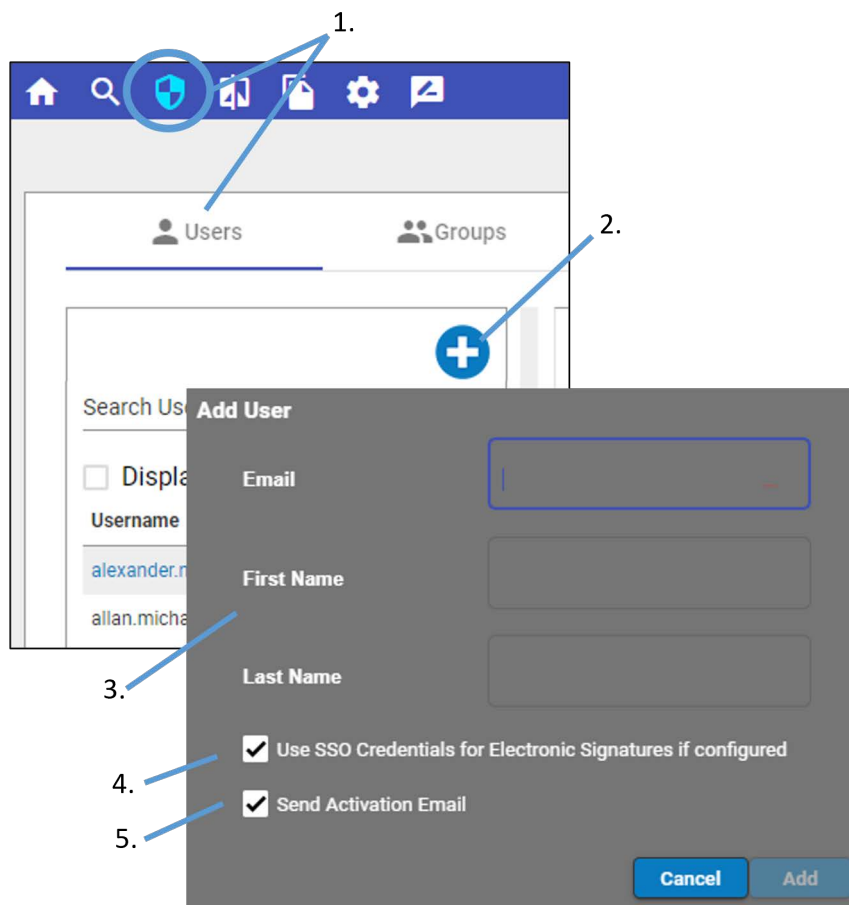 1.
Users
Groups
2.
Search Use
Add User
Displa
Email
Username
alexander.n
First Name
allan.micha
3.
Last Name
Use SSO Credentials for Electronic Signatures if configured
4.
Send Activation Email
5.
Cancel
Add